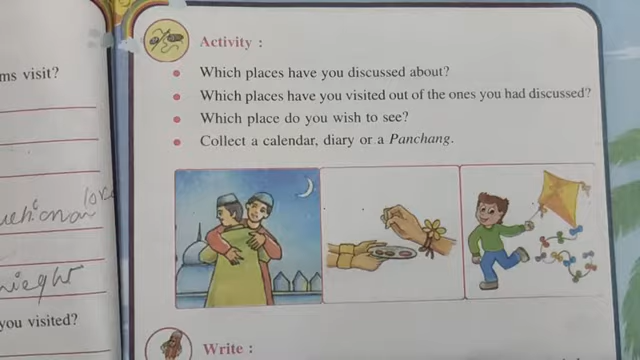 ms visit?
you visited?
Activity :
Which places have you discussed about?
Which places have you visited out of the ones you had discussed?
Which place do you wish to see?
Collect a calendar, diary or a Panchang.
Write :